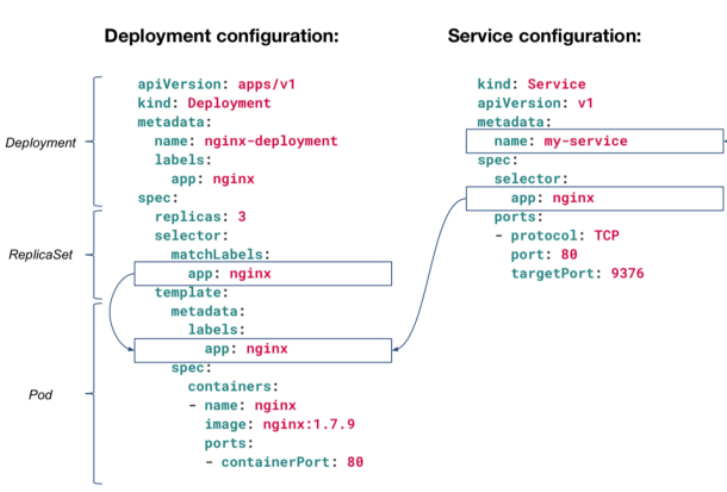 Deployment configuration:
Service configuration:
Deployment
ReplicaSet
Pod
apiVersion: apps/v1
kind: Deployment
metadata:
  name: nginx-deployment
  labels:
    app: nginx
spec:
  replicas: 3
  selector:
    matchLabels:
      app: nginx
  template:
    metadata:
      labels:
        app: nginx
    spec:
      containers:
      - name: nginx
        image: nginx:1.7.9
        ports:
        - containerPort: 80
kind: Service
apiVersion: v1
metadata:
  name: my-service
spec:
  selector:
    app: nginx
  ports:
  - protocol: TCP
    port: 80
    targetPort: 9376